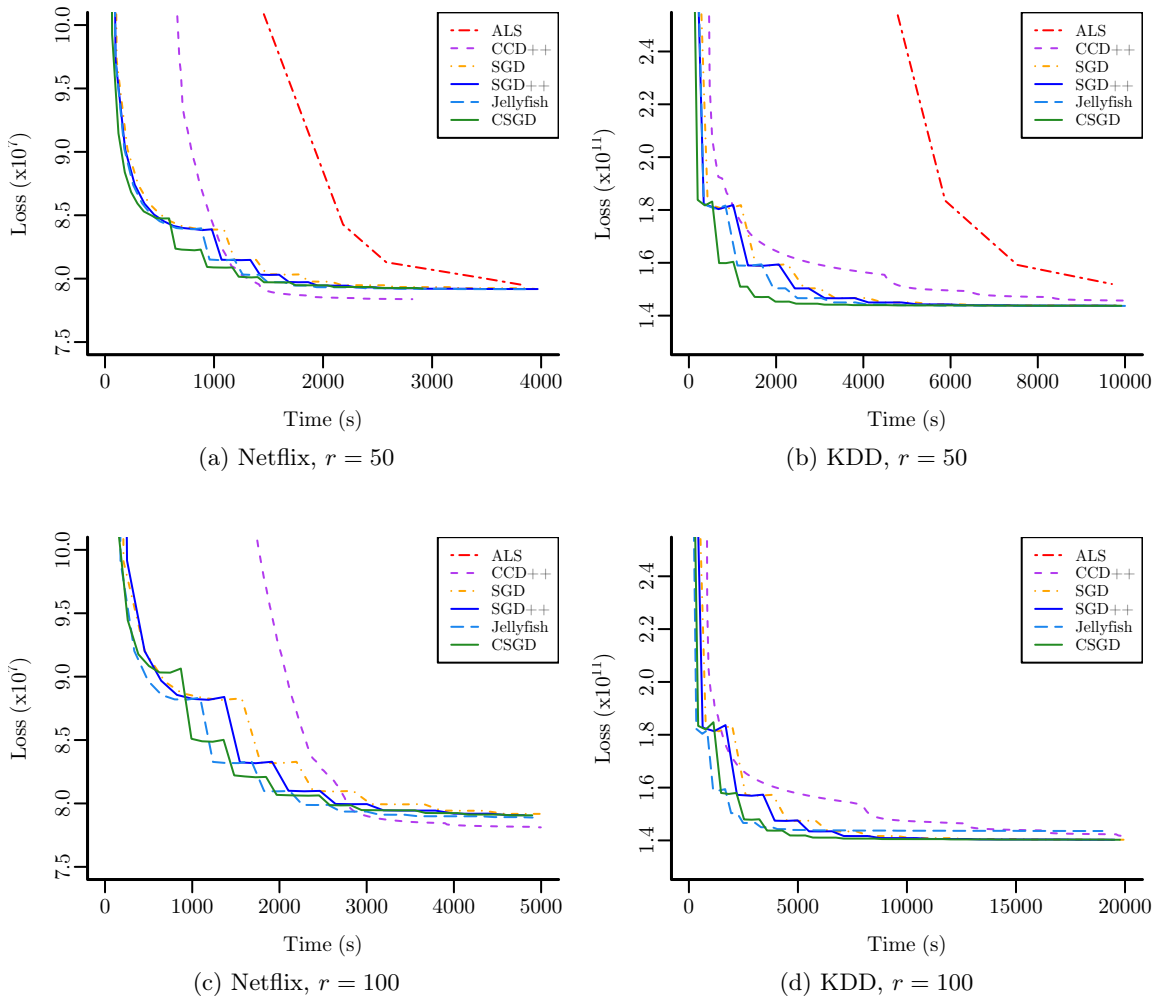 10.0
9.5
9.0
8.5
8.0
7.5
Loss (x10⁷)
0 1000 2000 3000 4000
Time (s)
ALS
CCD++
SGD
SGD++
Jellyfish
CSGD
(a) Netflix, r = 50
2.4
2.2
2.0
1.8
1.6
1.4
Loss (x10¹¹)
0 2000 4000 6000 8000 10000
Time (s)
ALS
CCD++
SGD
SGD++
Jellyfish
CSGD
(b) KDD, r = 50
10.0
9.5
9.0
8.5
8.0
7.5
Loss (x10⁷)
0 1000 2000 3000 4000 5000
Time (s)
ALS
CCD++
SGD
SGD++
Jellyfish
CSGD
(c) Netflix, r = 100
2.4
2.2
2.0
1.8
1.6
1.4
Loss (x10¹¹)
0 5000 10000 15000 20000
Time (s)
ALS
CCD++
SGD
SGD++
Jellyfish
CSGD
(d) KDD, r = 100